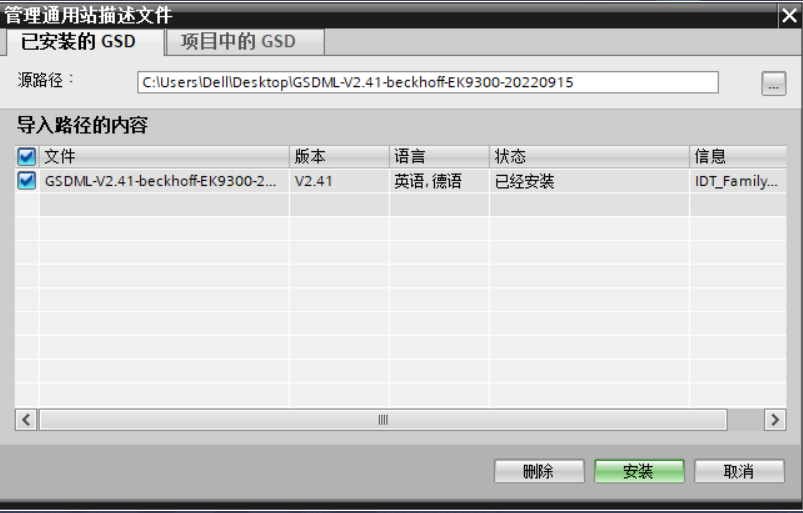 管理通用站描述文件
已安装的 GSD 项目中的 GSD
源路径： C:\Users\Dell\Desktop\GSDML-V2.41-beckhoff-EK9300-20220915 ...
导入路径的内容
文件 版本 语言 状态 信息
GSDML-V2.41-beckhoff-EK9300-2... V2.41 英语, 德语 已经安装 IDT_Family...
删除 安装 取消